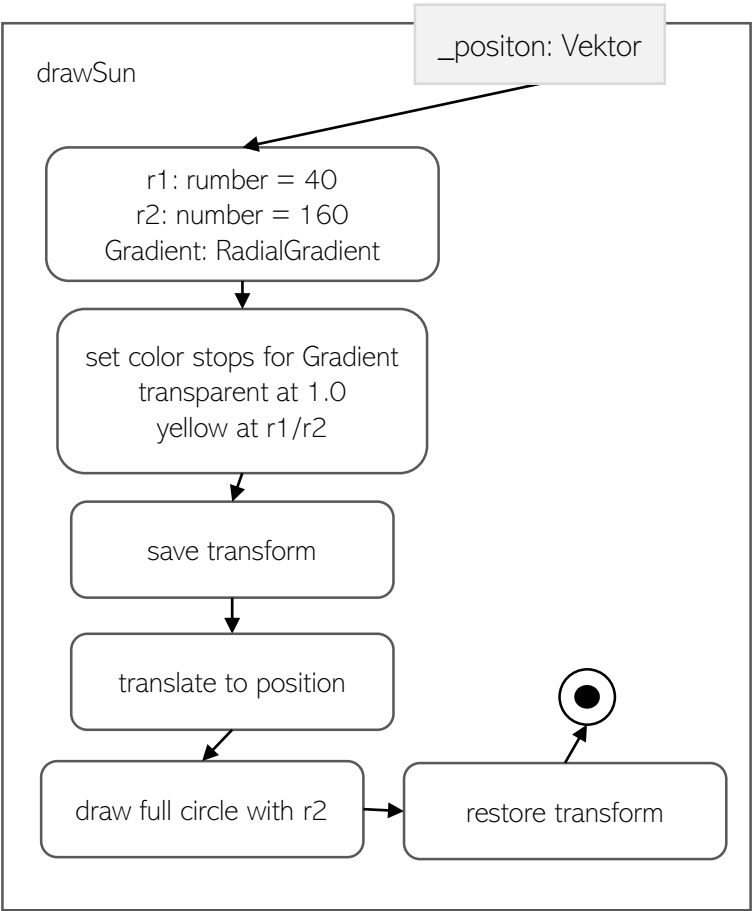 _positon: Vektor
drawSun
r1: rumber = 40
r2: number = 160
Gradient: RadialGradient
set color stops for Gradient
transparent at 1.0
yellow at r1/r2
save transform
translate to position
draw full circle with r2
restore transform